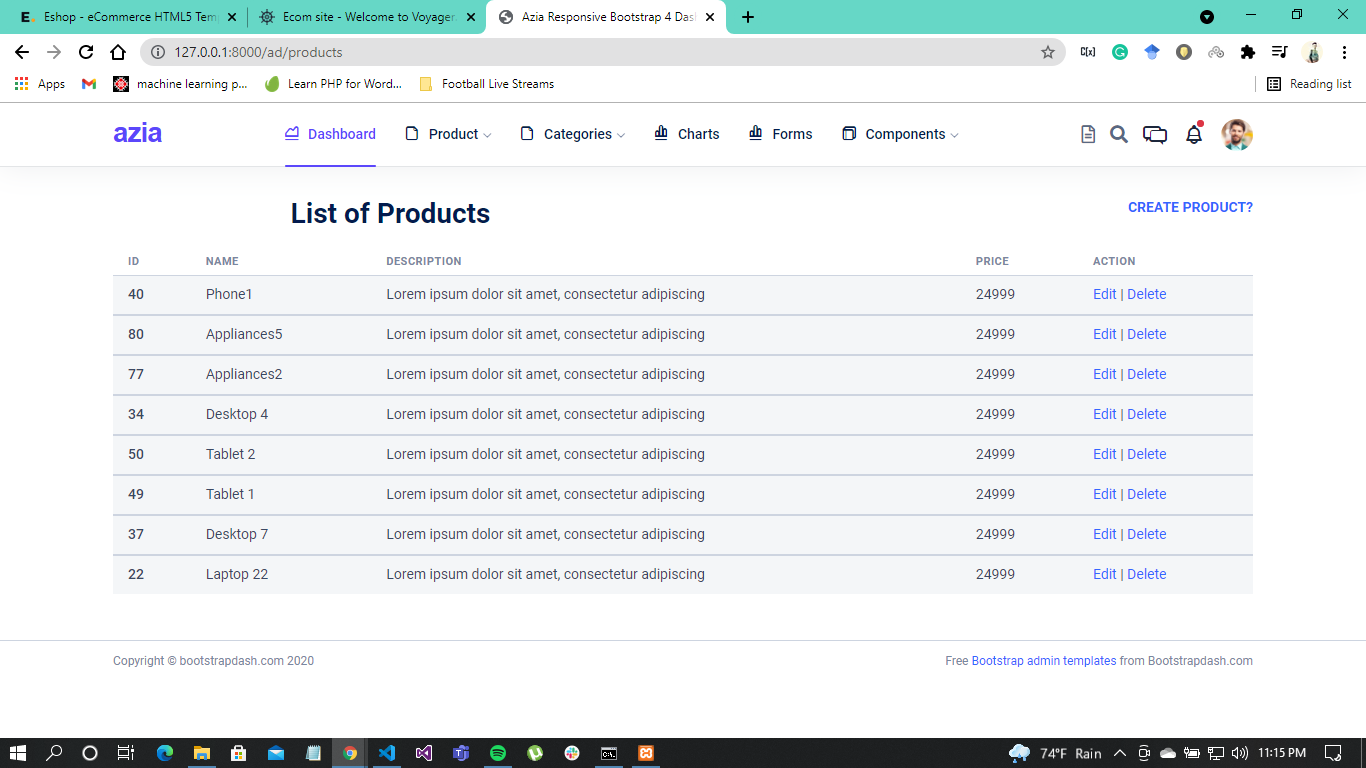 Eshop - eCommerce HTML5 Tem
Ecom site - Welcome to Voyager.
Azia Responsive Bootstrap 4 Das
127.0.0.1:8000/ad/products
Apps
machine learning p...
Learn PHP for Word...
Football Live Streams
Reading list
azia
Dashboard
Product
Categories
Charts
Forms
Components
List of Products
CREATE PRODUCT?
ID NAME DESCRIPTION PRICE ACTION
40 Phone1 Lorem ipsum dolor sit amet, consectetur adipiscing 24999 Edit | Delete
80 Appliances5 Lorem ipsum dolor sit amet, consectetur adipiscing 24999 Edit | Delete
77 Appliances2 Lorem ipsum dolor sit amet, consectetur adipiscing 24999 Edit | Delete
34 Desktop 4 Lorem ipsum dolor sit amet, consectetur adipiscing 24999 Edit | Delete
50 Tablet 2 Lorem ipsum dolor sit amet, consectetur adipiscing 24999 Edit | Delete
49 Tablet 1 Lorem ipsum dolor sit amet, consectetur adipiscing 24999 Edit | Delete
37 Desktop 7 Lorem ipsum dolor sit amet, consectetur adipiscing 24999 Edit | Delete
22 Laptop 22 Lorem ipsum dolor sit amet, consectetur adipiscing 24999 Edit | Delete
Copyright © bootstrapdash.com 2020
Free Bootstrap admin templates from Bootstrapdash.com
74°F Rain
11:15 PM